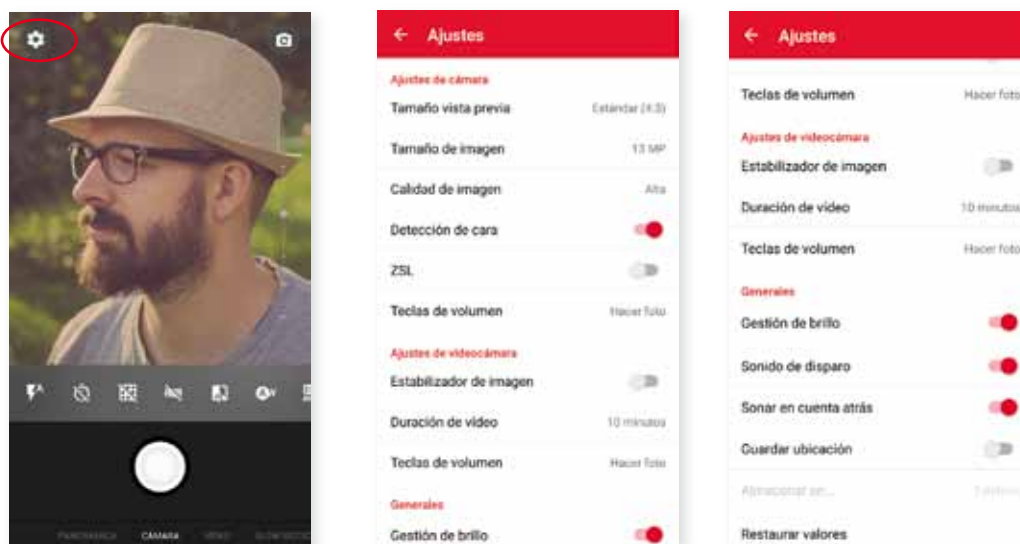 PANORÁMICA CÁMARA VIDEO
Ajustes
Ajustes de cámara
Tamaño vista previa Estándar (4:3)
Tamaño de imagen 13 MP
Calidad de imagen Alta
Detección de cara
ZSL
Teclas de volumen Hacer foto
Ajustes de videocámara
Estabilizador de imagen
Duración de vídeo 10 minutos
Teclas de volumen Hacer foto
Generales
Gestión de brillo
Ajustes
Teclas de volumen Hacer foto
Ajustes de videocámara
Estabilizador de imagen
Duración de vídeo 10 minutos
Teclas de volumen Hacer foto
Generales
Gestión de brillo
Sonido de disparo
Sonar en cuenta atrás
Guardar ubicación
Almacenar en...
Restaurar valores